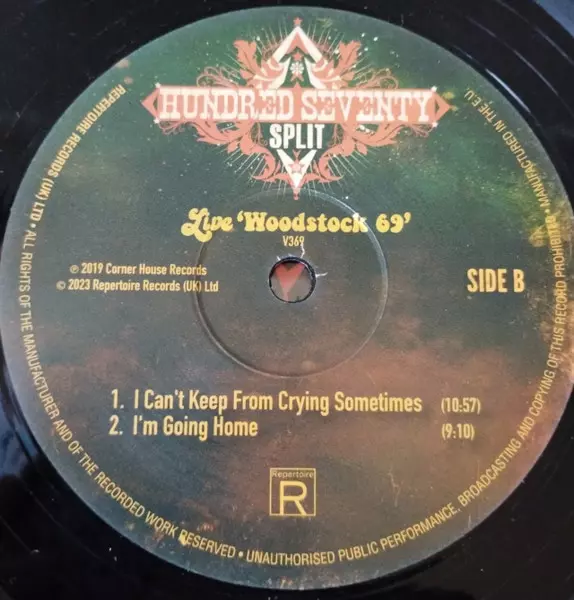 HUNDRED SEVENTY
SPLIT
Live 'Woodstock 69'
V369
℗ 2019 Corner House Records
© 2023 Repertoire Records (UK) Ltd
SIDE B
1. I Can't Keep From Crying Sometimes (10:57)
2. I'm Going Home (9:10)
Repertoire
R
REPERTOIRE RECORDS (UK) LTD • ALL RIGHTS OF THE MANUFACTURER AND OF THE RECORDED WORK RESERVED • UNAUTHORISED PUBLIC PERFORMANCE, BROADCASTING AND COPYING OF THIS RECORD PROHIBITED • MANUFACTURED IN THE E.U.